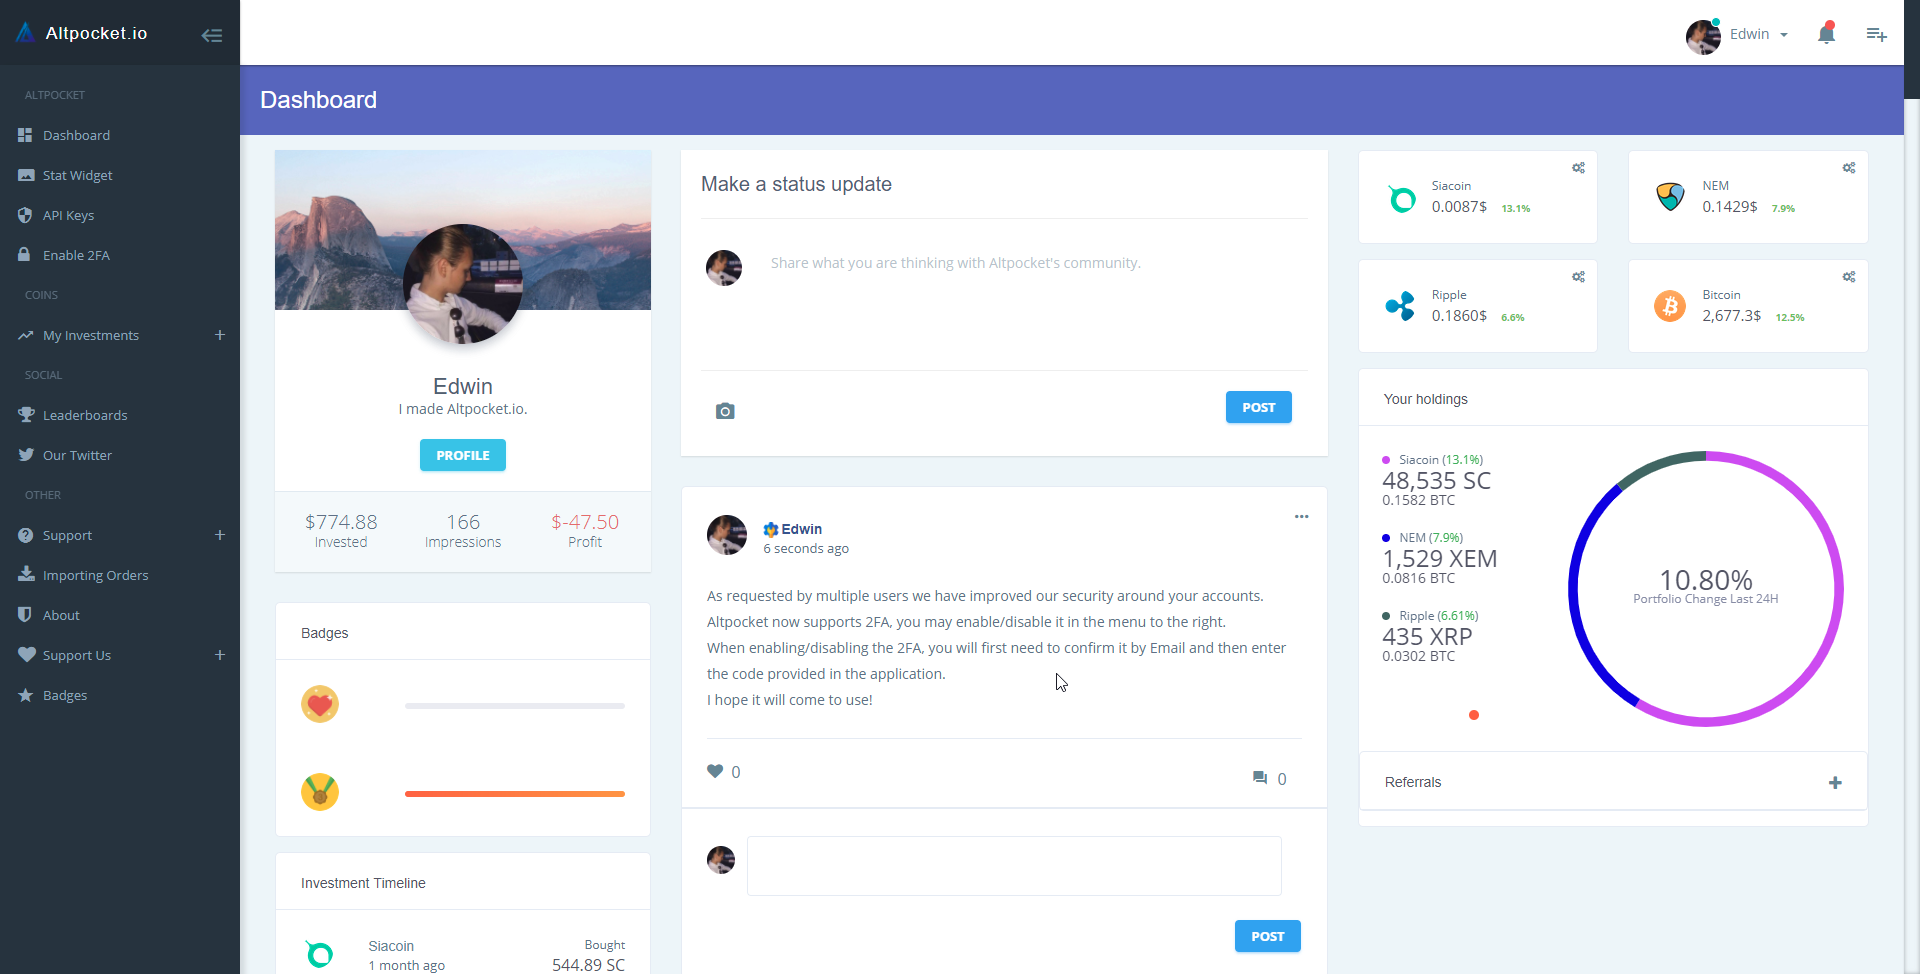 Altpocket.io
ALTPOCKET
Dashboard
Stat Widget
API Keys
Enable 2FA
COINS
My Investments
SOCIAL
Leaderboards
Our Twitter
OTHER
Support
Importing Orders
About
Support Us
Badges
Edwin
Dashboard
Edwin
I made Altpocket.io.
PROFILE
$774.88
Invested
166
Impressions
$-47.50
Profit
Badges
Investment Timeline
Siacoin
1 month ago
Bought
544.89 SC
Make a status update
Share what you are thinking with Altpocket's community.
POST
Edwin
6 seconds ago
As requested by multiple users we have improved our security around your accounts.
Altpocket now supports 2FA, you may enable/disable it in the menu to the right.
When enabling/disabling the 2FA, you will first need to confirm it by Email and then enter
the code provided in the application.
I hope it will come to use!
0
0
POST
Siacoin
0.0087$ 13.1%
NEM
0.1429$ 7.9%
Ripple
0.1860$ 6.6%
Bitcoin
2,677.3$ 12.5%
Your holdings
Siacoin (13.1%)
48,535 SC
0.1582 BTC
NEM (7.9%)
1,529 XEM
0.0816 BTC
Ripple (6.61%)
435 XRP
0.0302 BTC
10.80%
Portfolio Change Last 24H
Referrals